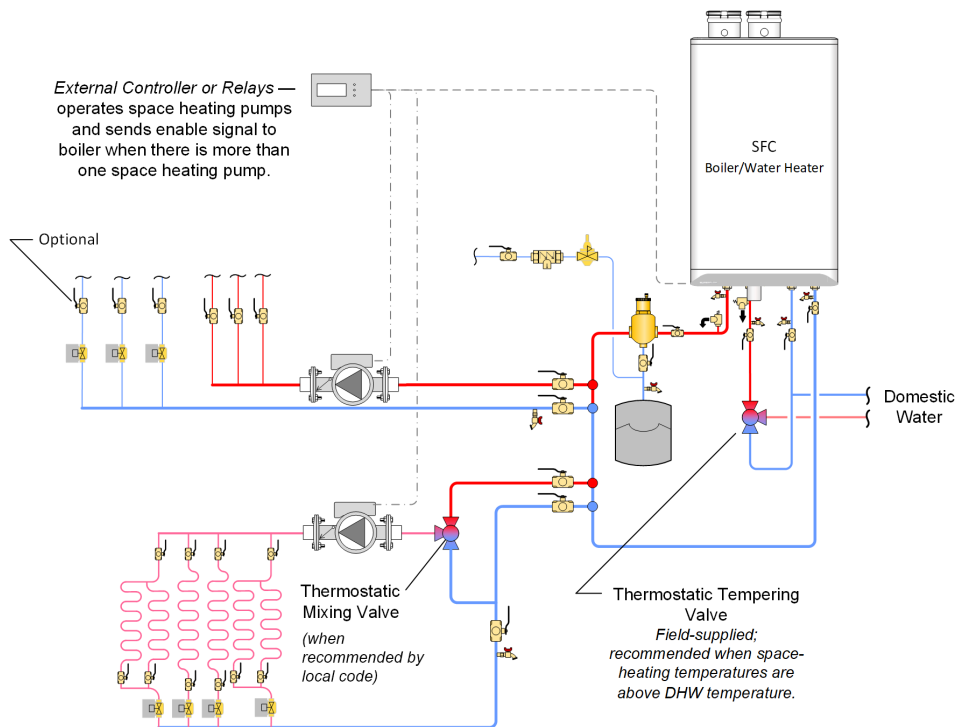 External Controller or Relays —
operates space heating pumps
and sends enable signal to
boiler when there is more than
one space heating pump.
SFC
Boiler/Water Heater
Optional
Domestic
Water
Thermostatic
Mixing Valve
(when
recommended by
local code)
Thermostatic Tempering
Valve
Field-supplied;
recommended when space-
heating temperatures are
above DHW temperature.